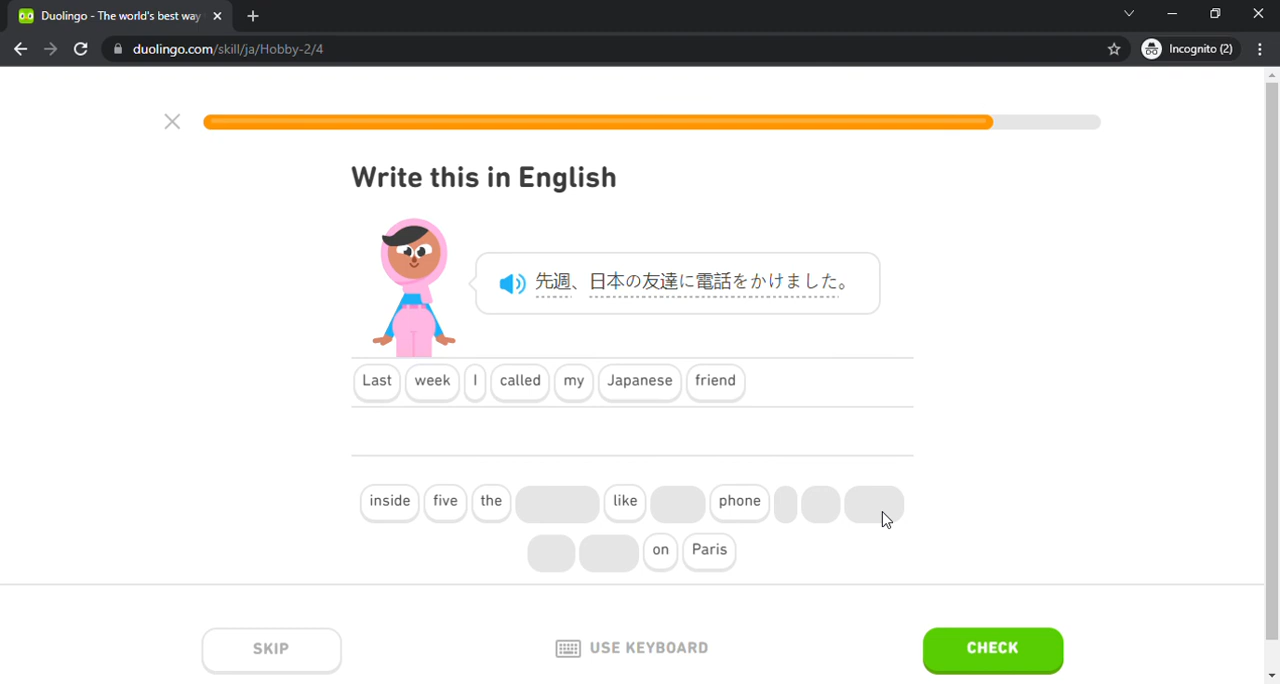 Duolingo - The world's best way
duolingo.com/skill/ja/Hobby-2/4
Incognito (2)
Write this in English
先週、日本の友達に電話をかけました。
Last week I called my Japanese friend
inside five the like phone
on Paris
SKIP
USE KEYBOARD
CHECK